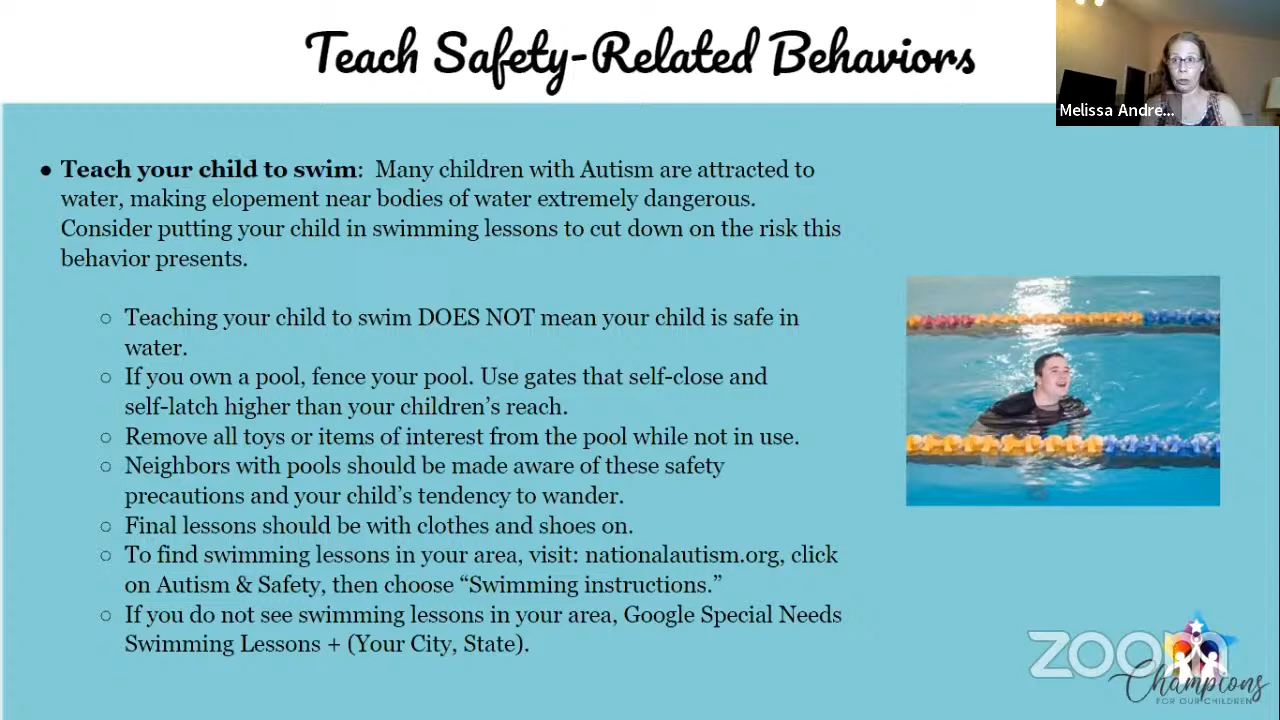 Teach Safety-Related Behaviors
Melissa Andre...
● Teach your child to swim:  Many children with Autism are attracted to
water, making elopement near bodies of water extremely dangerous.
Consider putting your child in swimming lessons to cut down on the risk this
behavior presents.
○ Teaching your child to swim DOES NOT mean your child is safe in
water.
○ If you own a pool, fence your pool. Use gates that self-close and
self-latch higher than your children’s reach.
○ Remove all toys or items of interest from the pool while not in use.
○ Neighbors with pools should be made aware of these safety
precautions and your child’s tendency to wander.
○ Final lessons should be with clothes and shoes on.
○ To find swimming lessons in your area, visit: nationalautism.org, click
on Autism & Safety, then choose “Swimming instructions.”
○ If you do not see swimming lessons in your area, Google Special Needs
Swimming Lessons + (Your City, State).
zoom
Champions
FOR OUR CHILDREN